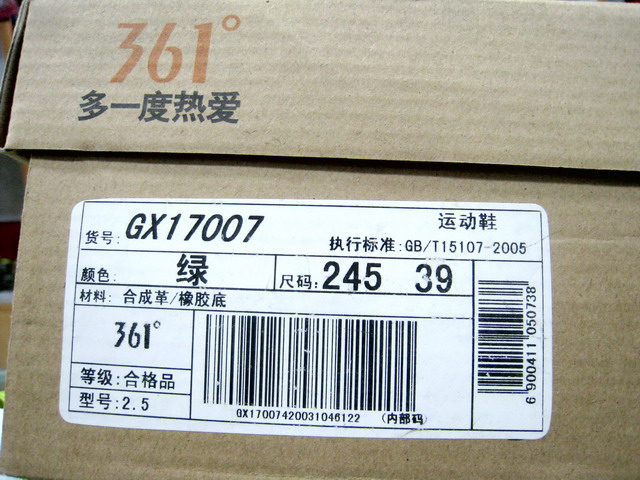 361°
多一度热爱
货号: GX17007
运动鞋
执行标准:GB/T15107-2005
颜色: 绿
尺码: 245 39
材料: 合成革/橡胶底
361°
等级:合格品
型号:2.5
GX17007420031046122 (内部码)
6 900411 050738